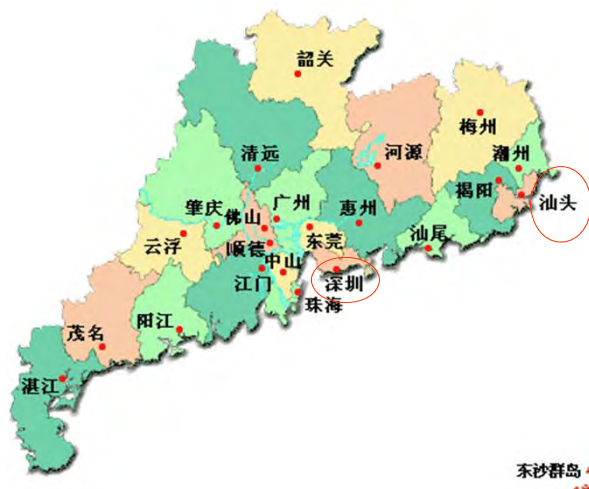 韶关
梅州
清远
河源
潮州
揭阳
汕头
肇庆
佛山
广州
惠州
云浮
顺德
东莞
汕尾
中山
江门
深圳
珠海
茂名
阳江
湛江
东沙群岛